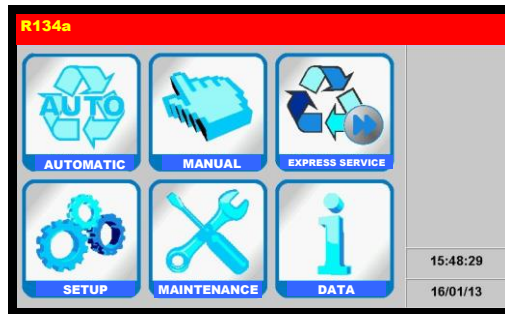 R134a
AUTO
AUTOMATIC
MANUAL
EXPRESS SERVICE
SETUP
MAINTENANCE
DATA
15:48:29
16/01/13